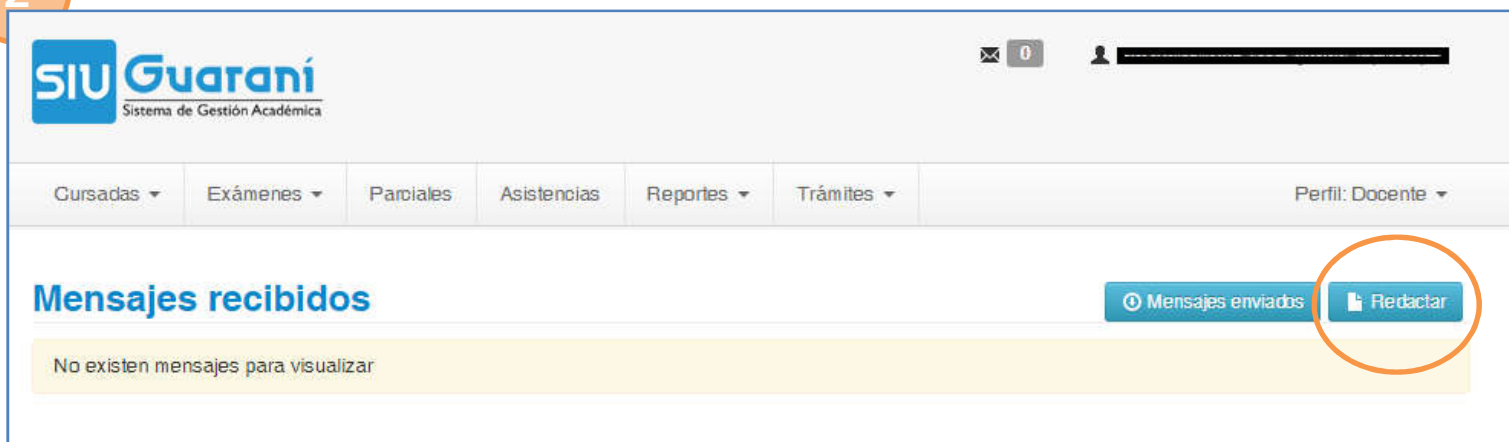 2
SIU Guaraní
Sistema de Gestión Académica
0
Cursadas Exámenes Parciales Asistencias Reportes Trámites Perfil: Docente
Mensajes recibidos
Mensajes enviados Redactar
No existen mensajes para visualizar